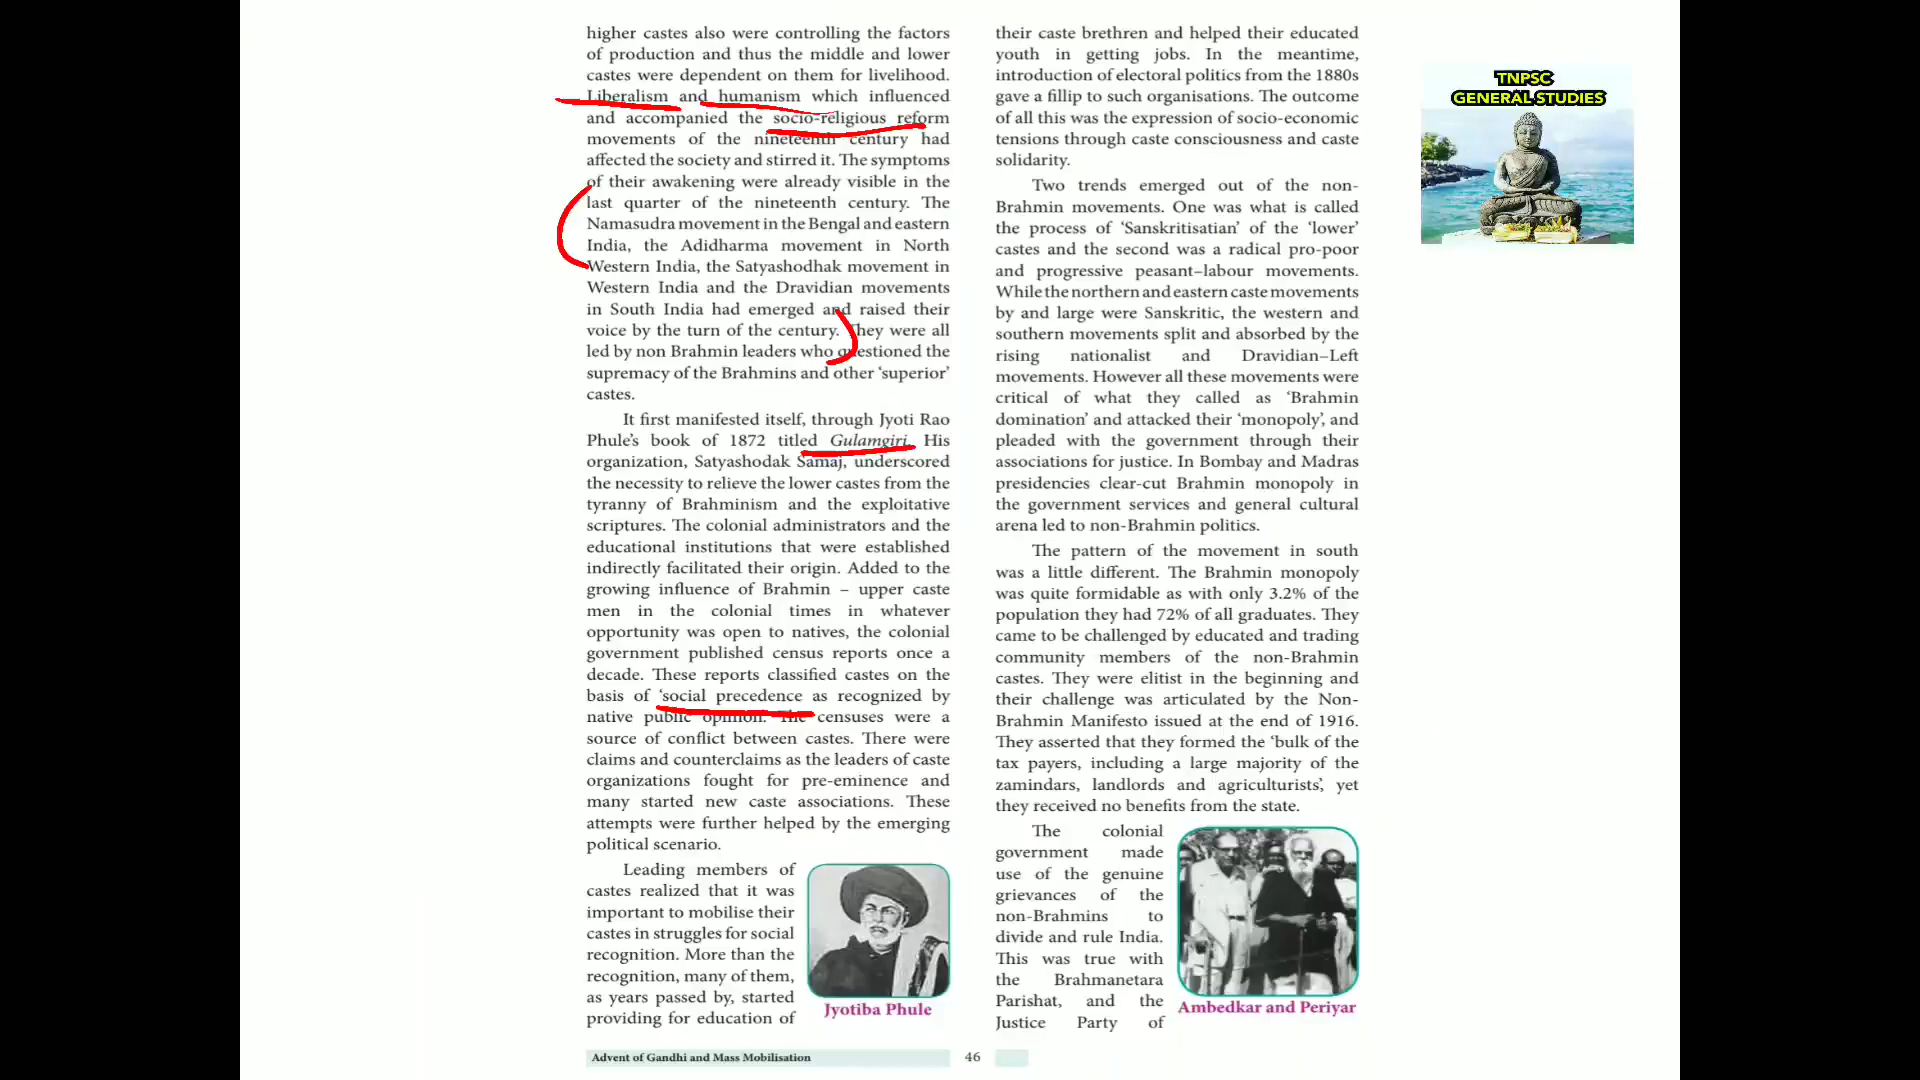 higher castes also were controlling the factors
of production and thus the middle and lower
castes were dependent on them for livelihood.
Liberalism and humanism which influenced
and accompanied the socio-religious reform
movements of the nineteenth century had
affected the society and stirred it. The symptoms
of their awakening were already visible in the
last quarter of the nineteenth century. The
Namasudra movement in the Bengal and eastern
India, the Adidharma movement in North
Western India, the Satyashodhak movement in
Western India and the Dravidian movements
in South India had emerged and raised their
voice by the turn of the century. They were all
led by non Brahmin leaders who questioned the
supremacy of the Brahmins and other ‘superior’
castes.
It first manifested itself, through Jyoti Rao
Phule’s book of 1872 titled Gulamgiri. His
organization, Satyashodak Samaj, underscored
the necessity to relieve the lower castes from the
tyranny of Brahminism and the exploitative
scriptures. The colonial administrators and the
educational institutions that were established
indirectly facilitated their origin. Added to the
growing influence of Brahmin – upper caste
men in the colonial times in whatever
opportunity was open to natives, the colonial
government published census reports once a
decade. These reports classified castes on the
basis of ‘social precedence as recognized by
native public opinion.’ The censuses were a
source of conflict between castes. There were
claims and counterclaims as the leaders of caste
organizations fought for pre-eminence and
many started new caste associations. These
attempts were further helped by the emerging
political scenario.
Leading members of
castes realized that it was
important to mobilise their
castes in struggles for social
recognition. More than the
recognition, many of them,
as years passed by, started
providing for education of
Jyotiba Phule
their caste brethren and helped their educated
youth in getting jobs. In the meantime,
introduction of electoral politics from the 1880s
gave a fillip to such organisations. The outcome
of all this was the expression of socio-economic
tensions through caste consciousness and caste
solidarity.
Two trends emerged out of the non-
Brahmin movements. One was what is called
the process of ‘Sanskritisatian’ of the ‘lower’
castes and the second was a radical pro-poor
and progressive peasant–labour movements.
While the northern and eastern caste movements
by and large were Sanskritic, the western and
southern movements split and absorbed by the
rising nationalist and Dravidian–Left
movements. However all these movements were
critical of what they called as ‘Brahmin
domination’ and attacked their ‘monopoly’, and
pleaded with the government through their
associations for justice. In Bombay and Madras
presidencies clear-cut Brahmin monopoly in
the government services and general cultural
arena led to non-Brahmin politics.
The pattern of the movement in south
was a little different. The Brahmin monopoly
was quite formidable as with only 3.2% of the
population they had 72% of all graduates. They
came to be challenged by educated and trading
community members of the non-Brahmin
castes. They were elitist in the beginning and
their challenge was articulated by the Non-
Brahmin Manifesto issued at the end of 1916.
They asserted that they formed the ‘bulk of the
tax payers, including a large majority of the
zamindars, landlords and agriculturists’, yet
they received no benefits from the state.
The colonial
government made
use of the genuine
grievances of the
non-Brahmins to
divide and rule India.
This was true with
the Brahmanetara
Parishat, and the
Justice Party of
Ambedkar and Periyar
Advent of Gandhi and Mass Mobilisation
46
TNPSC
GENERAL STUDIES